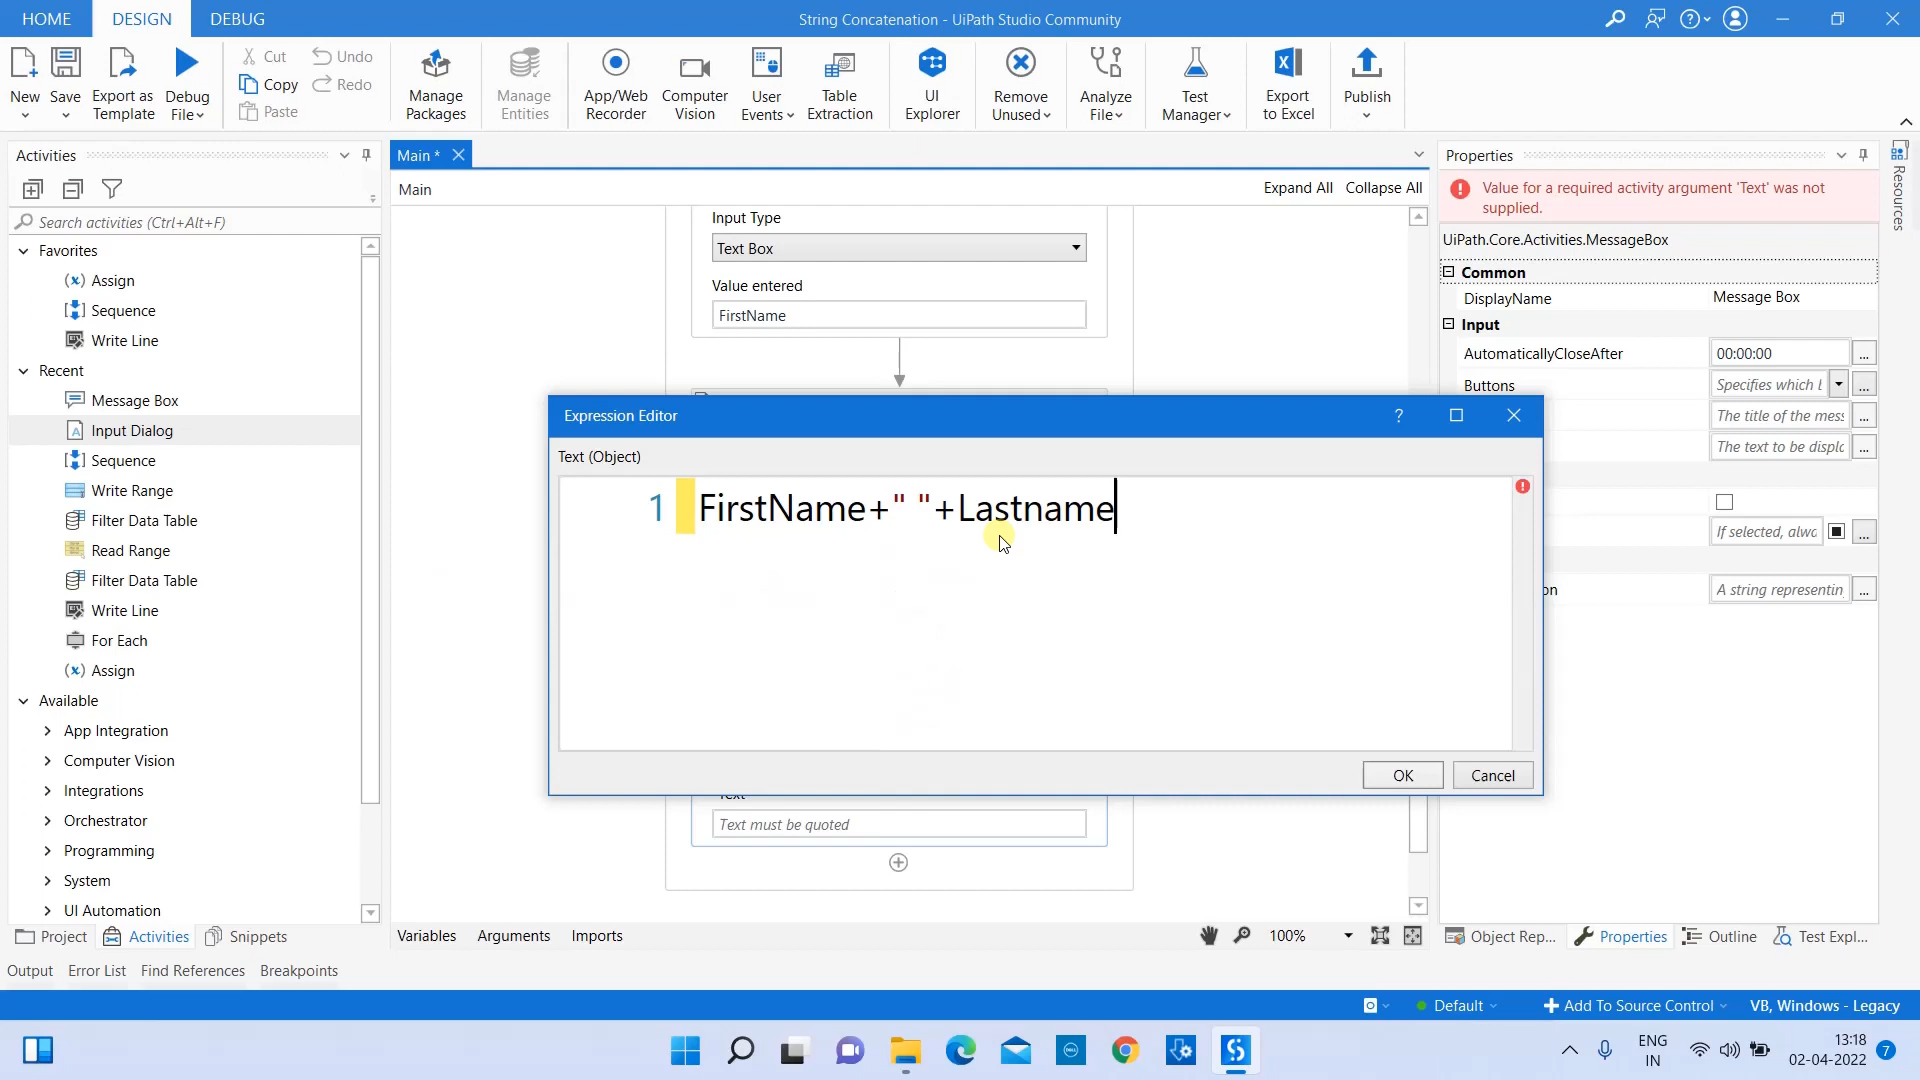 HOME DESIGN DEBUG
String Concatenation - UiPath Studio Community
New
Save
Export as Template
Debug File
Cut
Copy
Paste
Undo
Redo
Manage Packages
Manage Entities
App/Web Recorder
Computer Vision
User Events
Table Extraction
UI Explorer
Remove Unused
Analyze File
Test Manager
Export to Excel
Publish
Activities
Search activities (Ctrl+Alt+F)
Favorites
Assign
Sequence
Write Line
Recent
Message Box
Input Dialog
Sequence
Write Range
Filter Data Table
Read Range
Filter Data Table
Write Line
For Each
Assign
Available
App Integration
Computer Vision
Integrations
Orchestrator
Programming
System
UI Automation
Project Activities Snippets
Main *
Main
Expand All Collapse All
Input Type
Text Box
Value entered
FirstName
Expression Editor
?
Text (Object)
1 FirstName+" "+Lastname
OK Cancel
Text must be quoted
Variables Arguments Imports
100%
Properties
Value for a required activity argument 'Text' was not
supplied.
UiPath.Core.Activities.MessageBox
Common
DisplayName Message Box
Input
AutomaticallyCloseAfter 00:00:00 ...
Buttons Specifies which b ...
The title of the mess ...
The text to be displa ...
If selected, alwa ...
on A string representin ...
Resources
Object Rep... Properties Outline Test Expl...
Output Error List Find References Breakpoints
Default
Add To Source Control
VB, Windows - Legacy
DELL
ENG
IN
13:18
02-04-2022
7